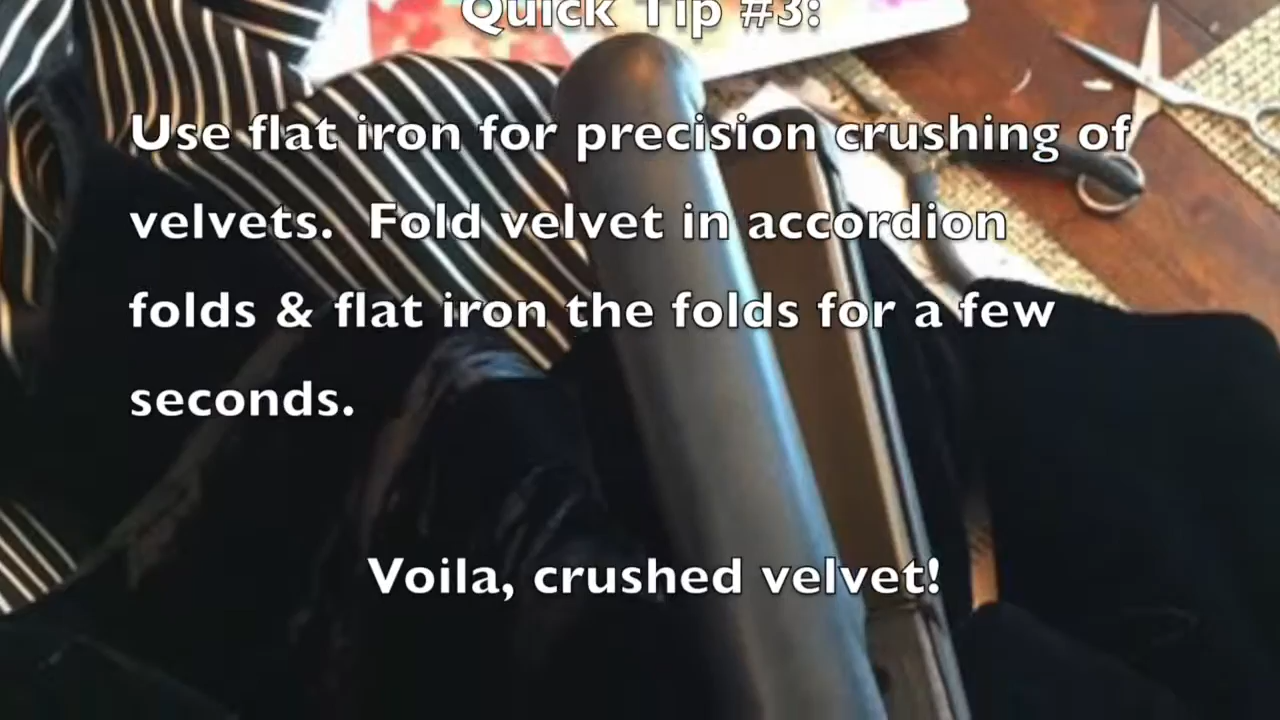 Quick Tip #3:
Use flat iron for precision crushing of
velvets.  Fold velvet in accordion
folds & flat iron the folds for a few
seconds.
Voila, crushed velvet!